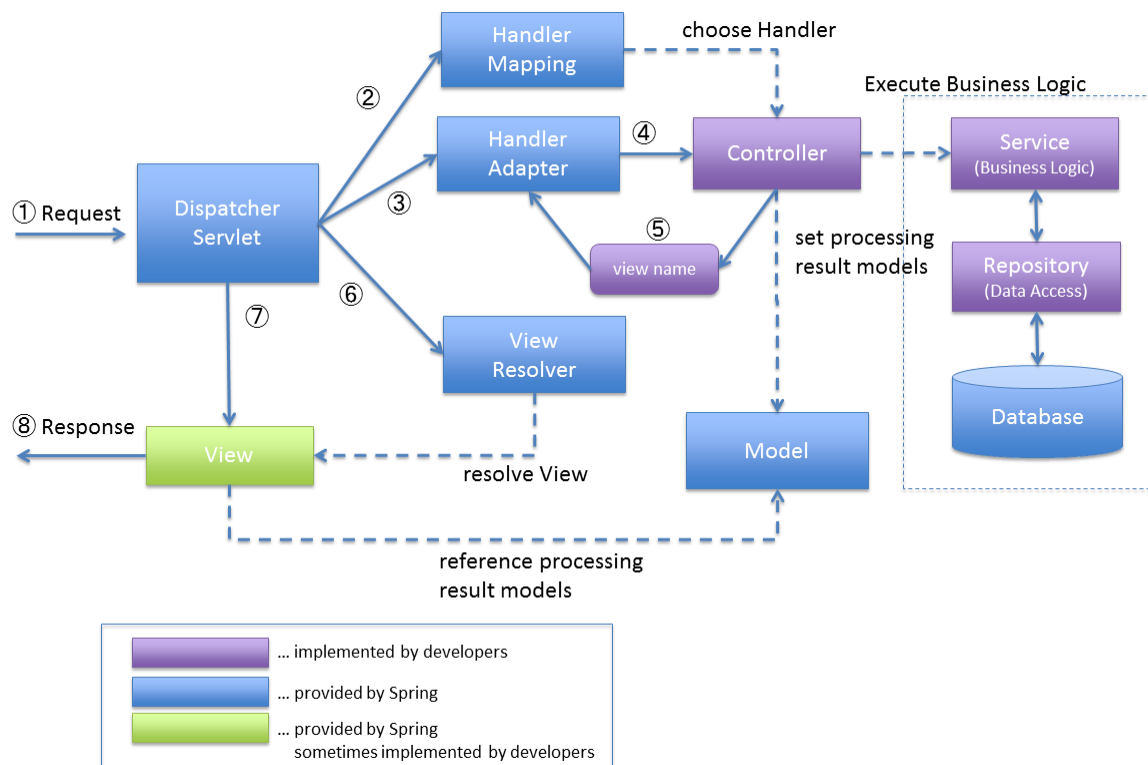 Handler
Mapping
choose Handler
②
Execute Business Logic
Handler
Adapter
④
Controller
Service
(Business Logic)
① Request
Dispatcher
Servlet
③
⑤
view name
set processing
result models
Repository
(Data Access)
⑥
⑦
View
Resolver
Database
⑧ Response
View
resolve View
Model
reference processing
result models
... implemented by developers
... provided by Spring
... provided by Spring
sometimes implemented by developers